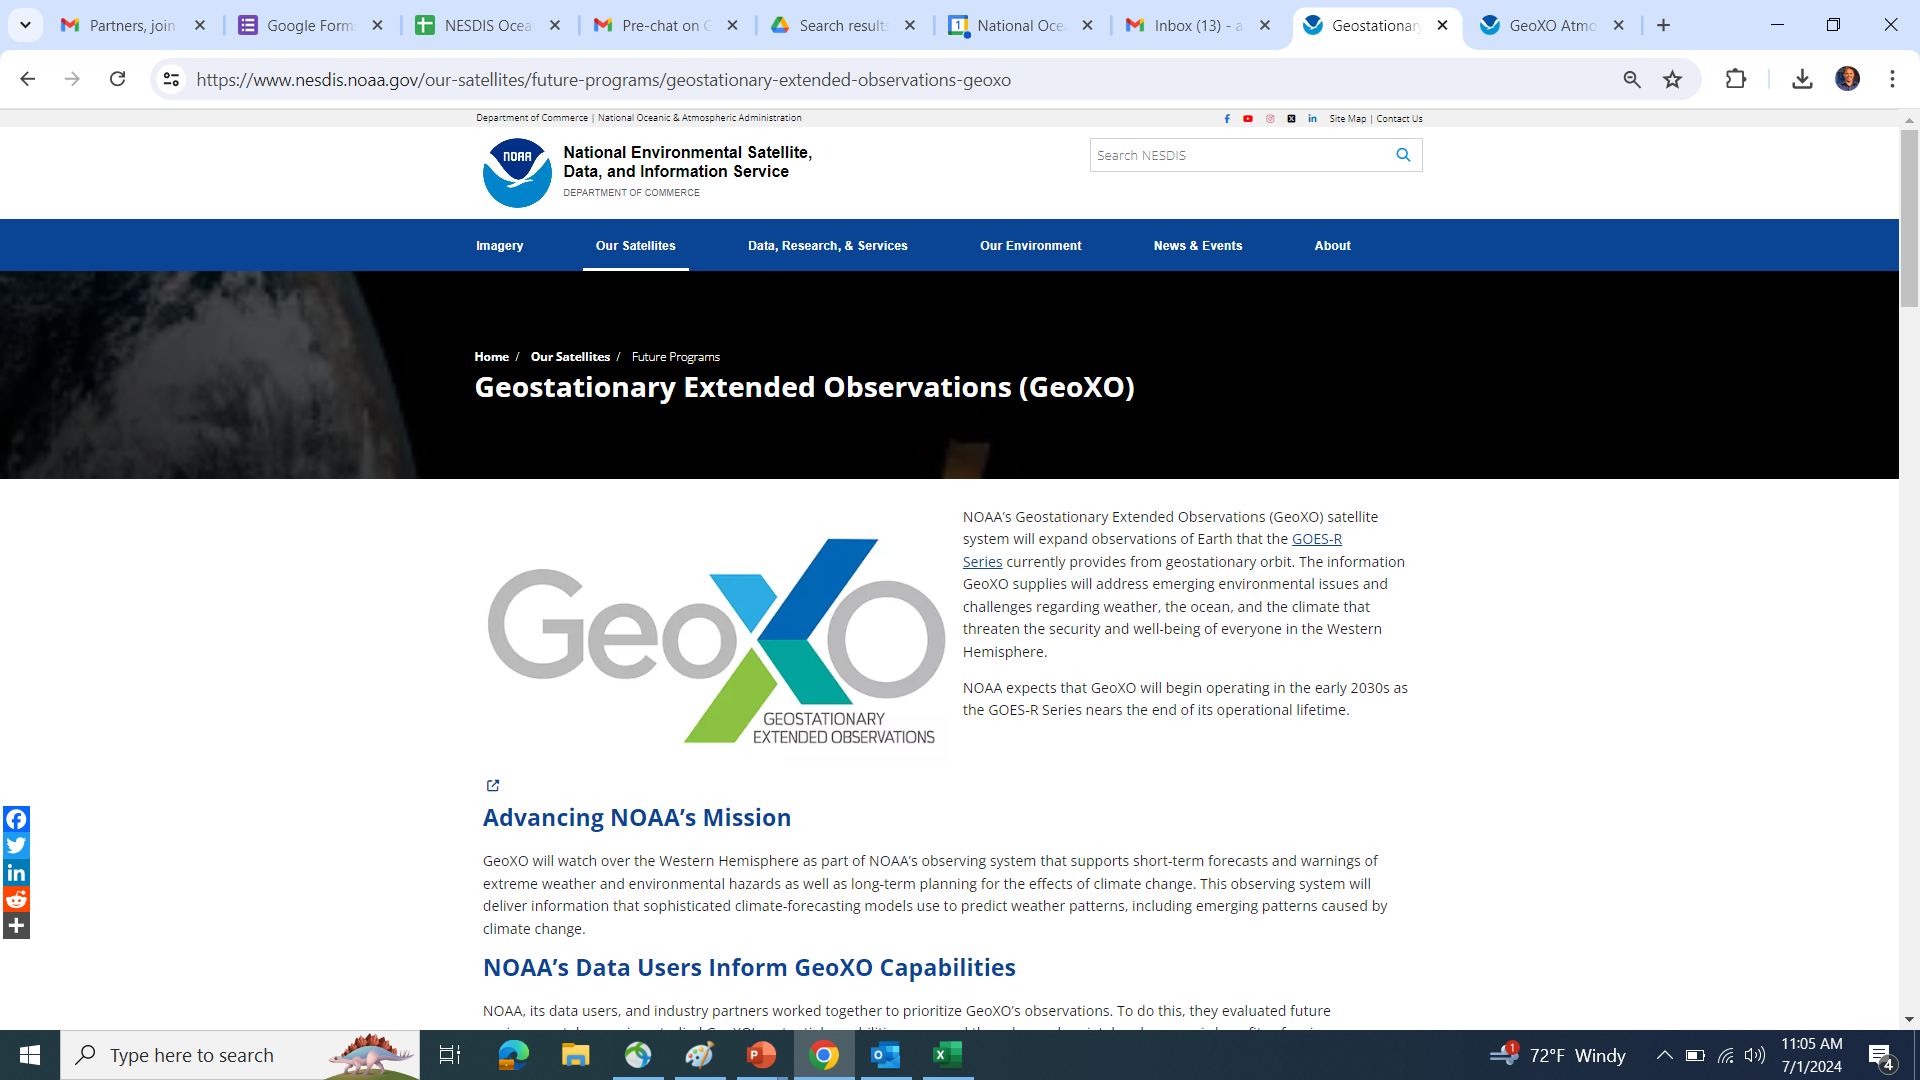 Partners, join
Google Form
NESDIS Ocea
Pre-chat on G
Search results
National Oce
Inbox (13) - a
Geostationary
GeoXO Atmo
https://www.nesdis.noaa.gov/our-satellites/future-programs/geostationary-extended-observations-geoxo
Department of Commerce | National Oceanic & Atmospheric Administration
Site Map | Contact Us
NOAA
National Environmental Satellite,
Data, and Information Service
DEPARTMENT OF COMMERCE
Search NESDIS
Imagery
Our Satellites
Data, Research, & Services
Our Environment
News & Events
About
Home / Our Satellites / Future Programs
Geostationary Extended Observations (GeoXO)
GeoXO
GEOSTATIONARY
EXTENDED OBSERVATIONS
NOAA’s Geostationary Extended Observations (GeoXO) satellite
system will expand observations of Earth that the GOES-R
Series currently provides from geostationary orbit. The information
GeoXO supplies will address emerging environmental issues and
challenges regarding weather, the ocean, and the climate that
threaten the security and well-being of everyone in the Western
Hemisphere.
NOAA expects that GeoXO will begin operating in the early 2030s as
the GOES-R Series nears the end of its operational lifetime.
Advancing NOAA’s Mission
GeoXO will watch over the Western Hemisphere as part of NOAA’s observing system that supports short-term forecasts and warnings of
extreme weather and environmental hazards as well as long-term planning for the effects of climate change. This observing system will
deliver information that sophisticated climate-forecasting models use to predict weather patterns, including emerging patterns caused by
climate change.
NOAA’s Data Users Inform GeoXO Capabilities
NOAA, its data users, and industry partners worked together to prioritize GeoXO’s observations. To do this, they evaluated future
Type here to search
1
72°F Windy
11:05 AM
7/1/2024
4